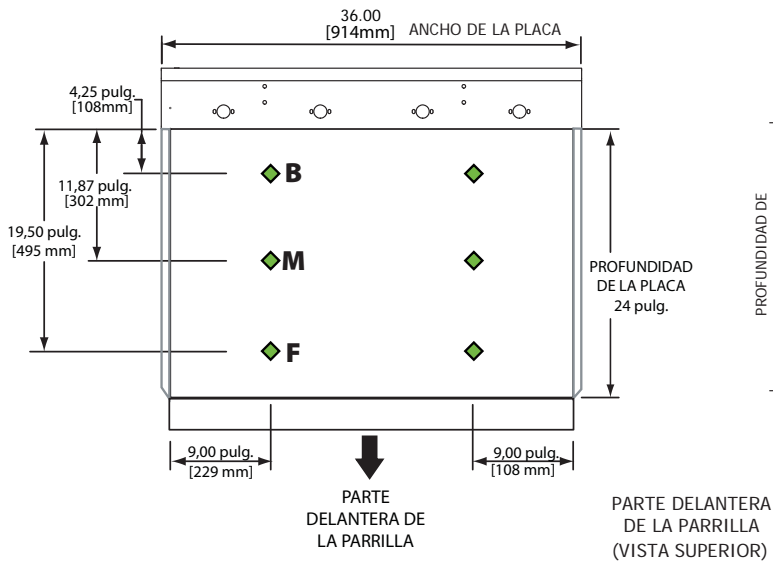 36.00
[914mm] ANCHO DE LA PLACA
4,25 pulg.
[108mm]
11,87 pulg.
[302 mm]
19,50 pulg.
[495 mm]
B
M
F
PROFUNDIDAD
DE LA PLACA
24 pulg.
PROFUNDIDAD DE
9,00 pulg.
[229 mm]
9,00 pulg.
[108 mm]
PARTE
DELANTERA DE
LA PARRILLA
PARTE DELANTERA
DE LA PARRILLA
(VISTA SUPERIOR)